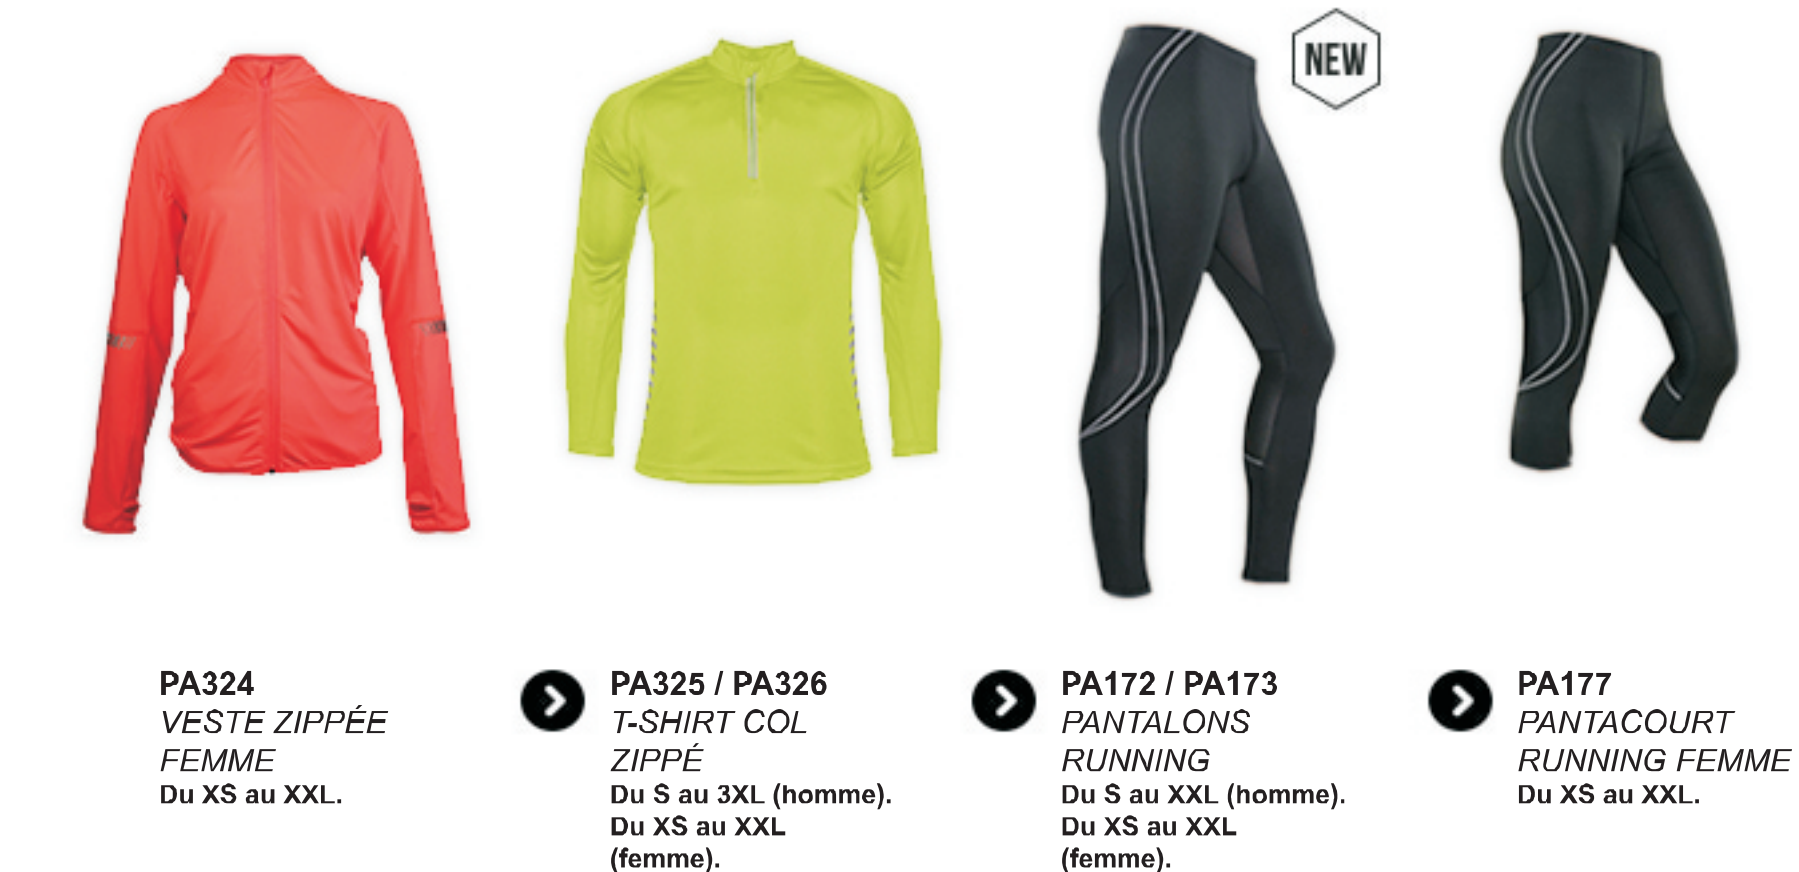 NEW
PA324
VESTE ZIPPÉE
FEMME
Du XS au XXL.
PA325 / PA326
T-SHIRT COL
ZIPPÉ
Du S au 3XL (homme).
Du XS au XXL
(femme).
PA172 / PA173
PANTALONS
RUNNING
Du S au XXL (homme).
Du XS au XXL
(femme).
PA177
PANTACOURT
RUNNING FEMME
Du XS au XXL.